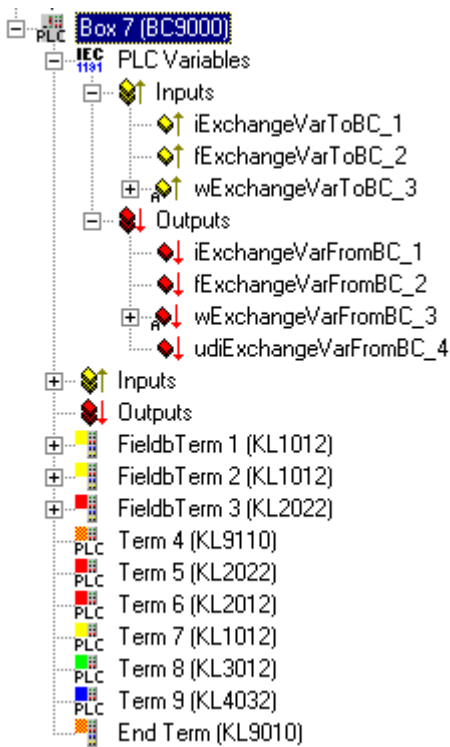 PLC Box 7 (BC9000)
IEC 1131 PLC Variables
Inputs
iExchangeVarToBC_1
fExchangeVarToBC_2
A wExchangeVarToBC_3
Outputs
iExchangeVarFromBC_1
fExchangeVarFromBC_2
A wExchangeVarFromBC_3
udiExchangeVarFromBC_4
Inputs
Outputs
FieldbTerm 1 (KL1012)
FieldbTerm 2 (KL1012)
FieldbTerm 3 (KL2022)
PLC Term 4 (KL9110)
PLC Term 5 (KL2022)
PLC Term 6 (KL2012)
PLC Term 7 (KL1012)
PLC Term 8 (KL3012)
PLC Term 9 (KL4032)
End Term (KL9010)